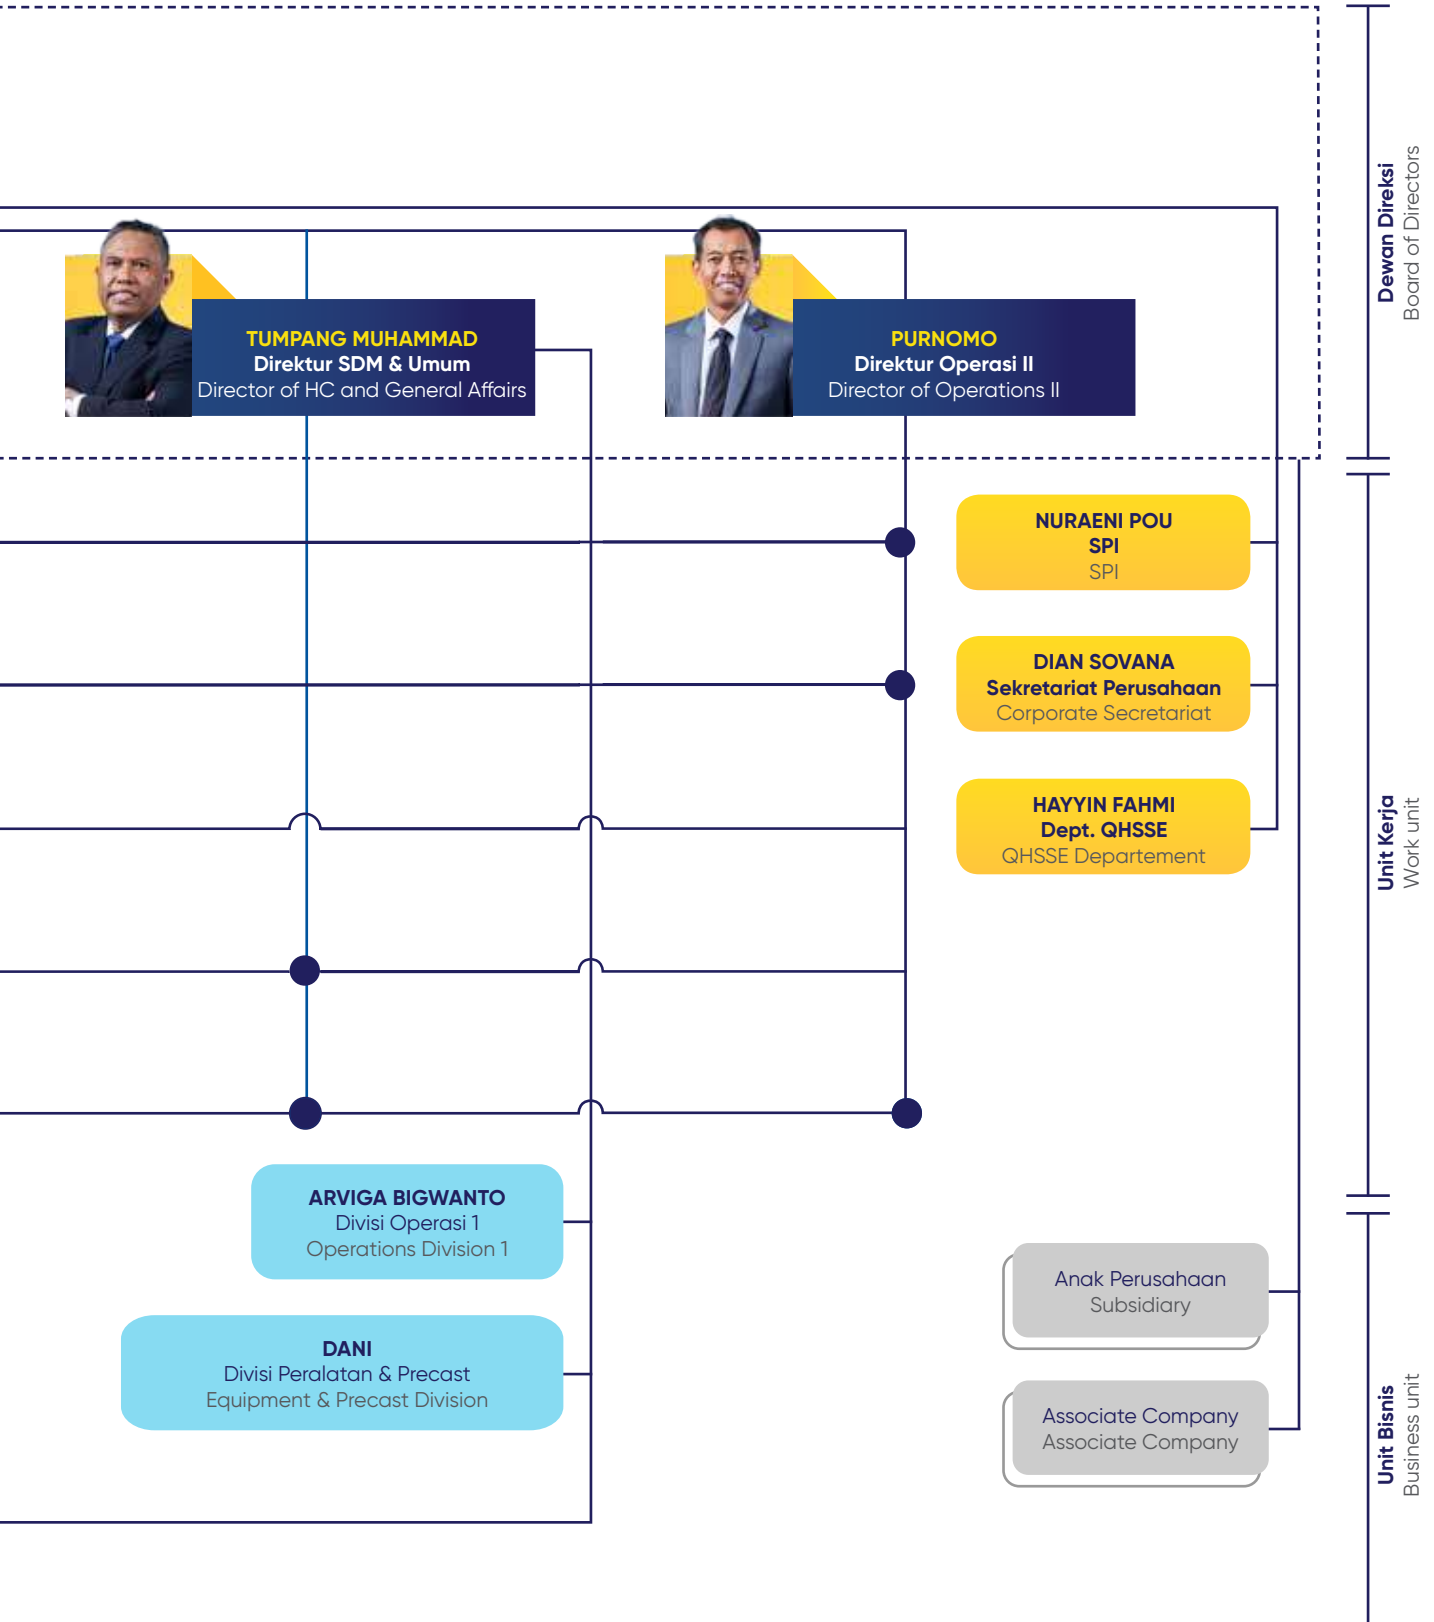 TUMPANG MUHAMMAD
Direktur SDM & Umum
Director of HC and General Affairs
PURNOMO
Direktur Operasi II
Director of Operations II
Dewan Direksi
Board of Directors
NURAENI POU
SPI
SPI
DIAN SOVANA
Sekretariat Perusahaan
Corporate Secretariat
HAYYIN FAHMI
Dept. QHSSE
QHSSE Departement
Unit Kerja
Work unit
ARVIGA BIGWANTO
Divisi Operasi 1
Operations Division 1
DANI
Divisi Peralatan & Precast
Equipment & Precast Division
Anak Perusahaan
Subsidiary
Associate Company
Associate Company
Unit Bisnis
Business unit